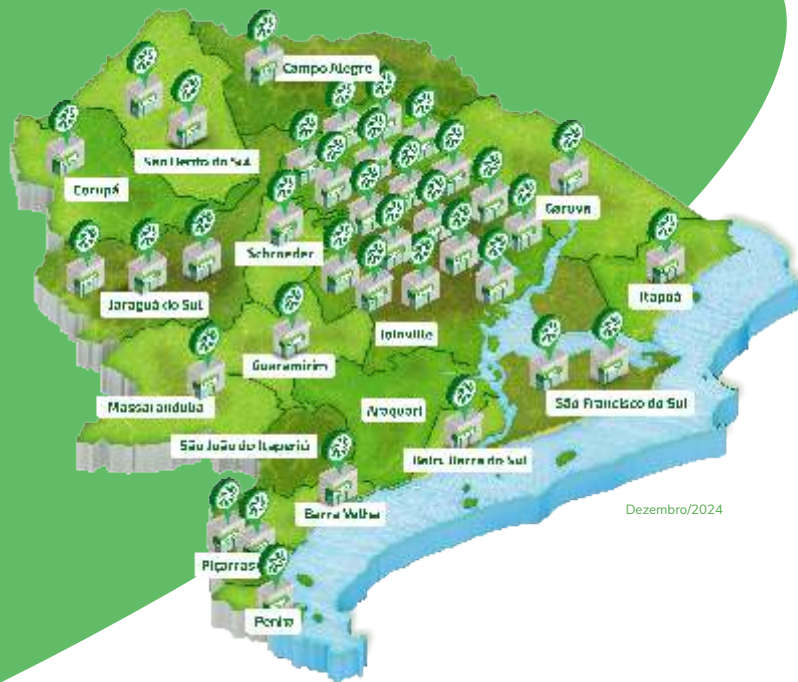 Campo Alegre
São Bento do Sul
Corupá
Garuva
Schroeder
Itapoá
Jaraguá do Sul
Joinville
Guaramirim
São Francisco do Sul
Massaranduba
Araquari
São João do Itaperiú
Baln. Barra do Sul
Barra Velha
Dezembro/2024
Piçarras
Penha